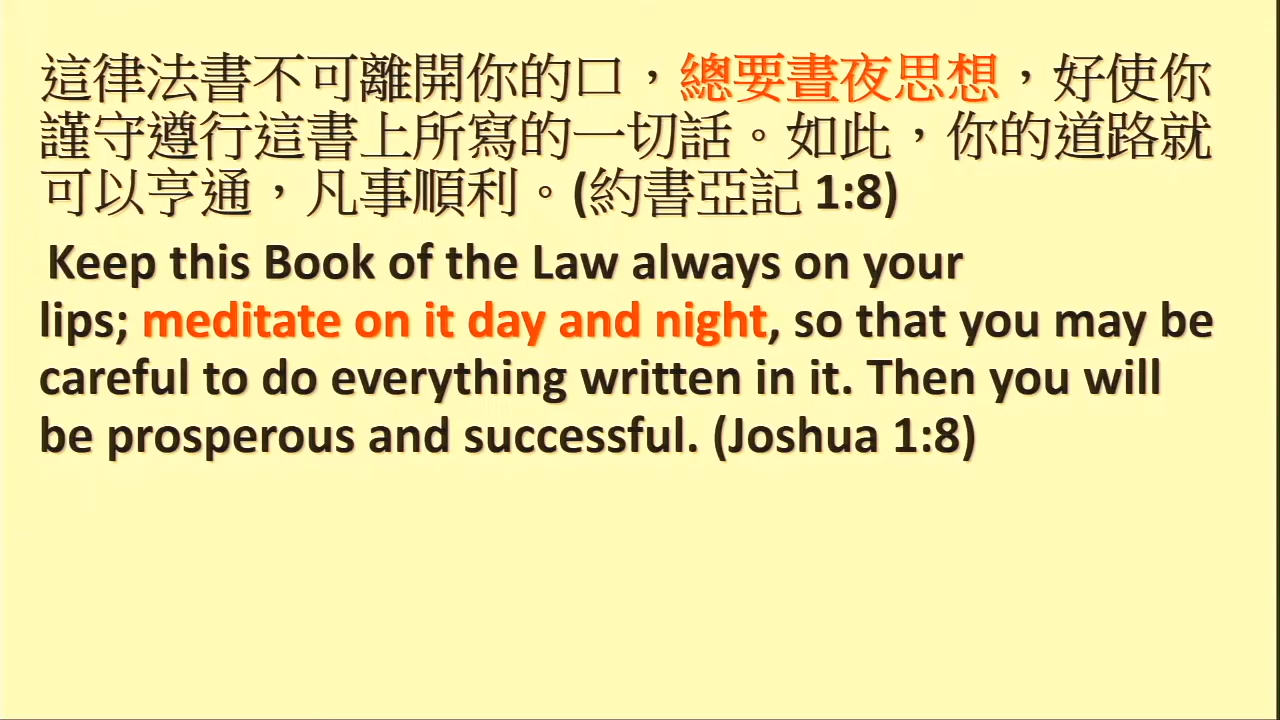 這律法書不可離開你的口，總要晝夜思想，好使你
謹守遵行這書上所寫的一切話。如此，你的道路就
可以亨通，凡事順利。(約書亞記 1:8)
Keep this Book of the Law always on your
lips; meditate on it day and night, so that you may be
careful to do everything written in it. Then you will
be prosperous and successful. (Joshua 1:8)